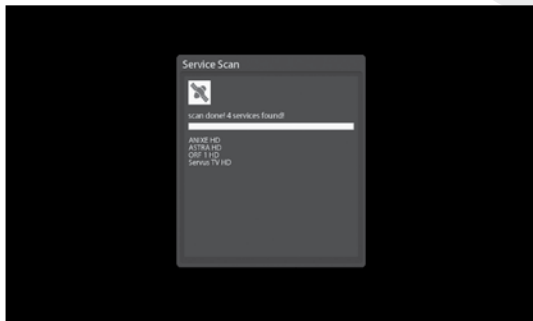 Service Scan
scan done! 4 services found!
ANIXE HD
ASTRA HD
ORF 1 HD
Servus TV HD